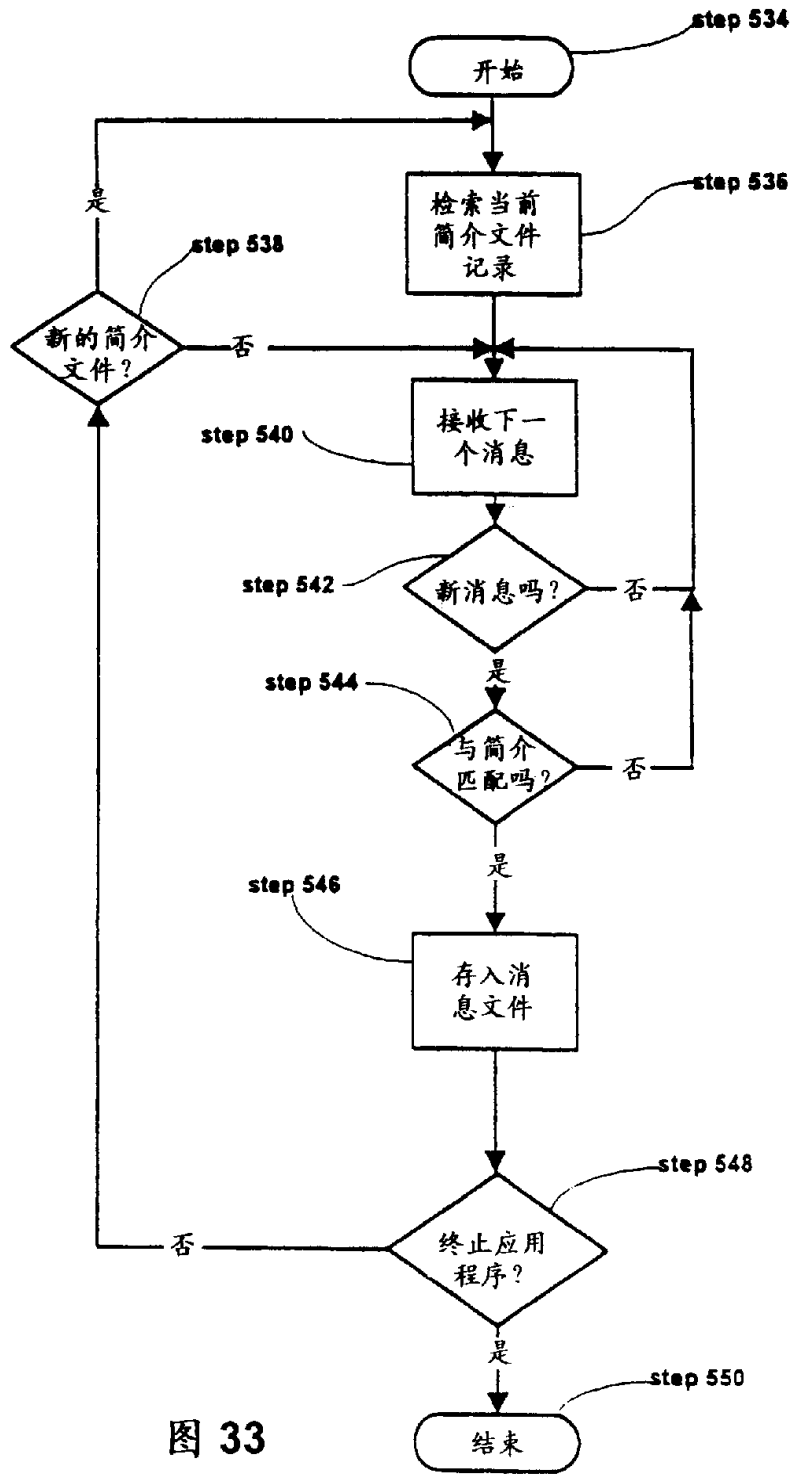 step 534
开始
step 536
检索当前
简介文件
记录
是
step 538
新的简介
文件?
否
step 540
接收下一
个消息
step 542
新消息吗?
否
是
step 544
与简介
匹配吗?
否
是
step 546
存入消
息文件
step 548
终止应用
程序?
否
是
step 550
结束
图 33